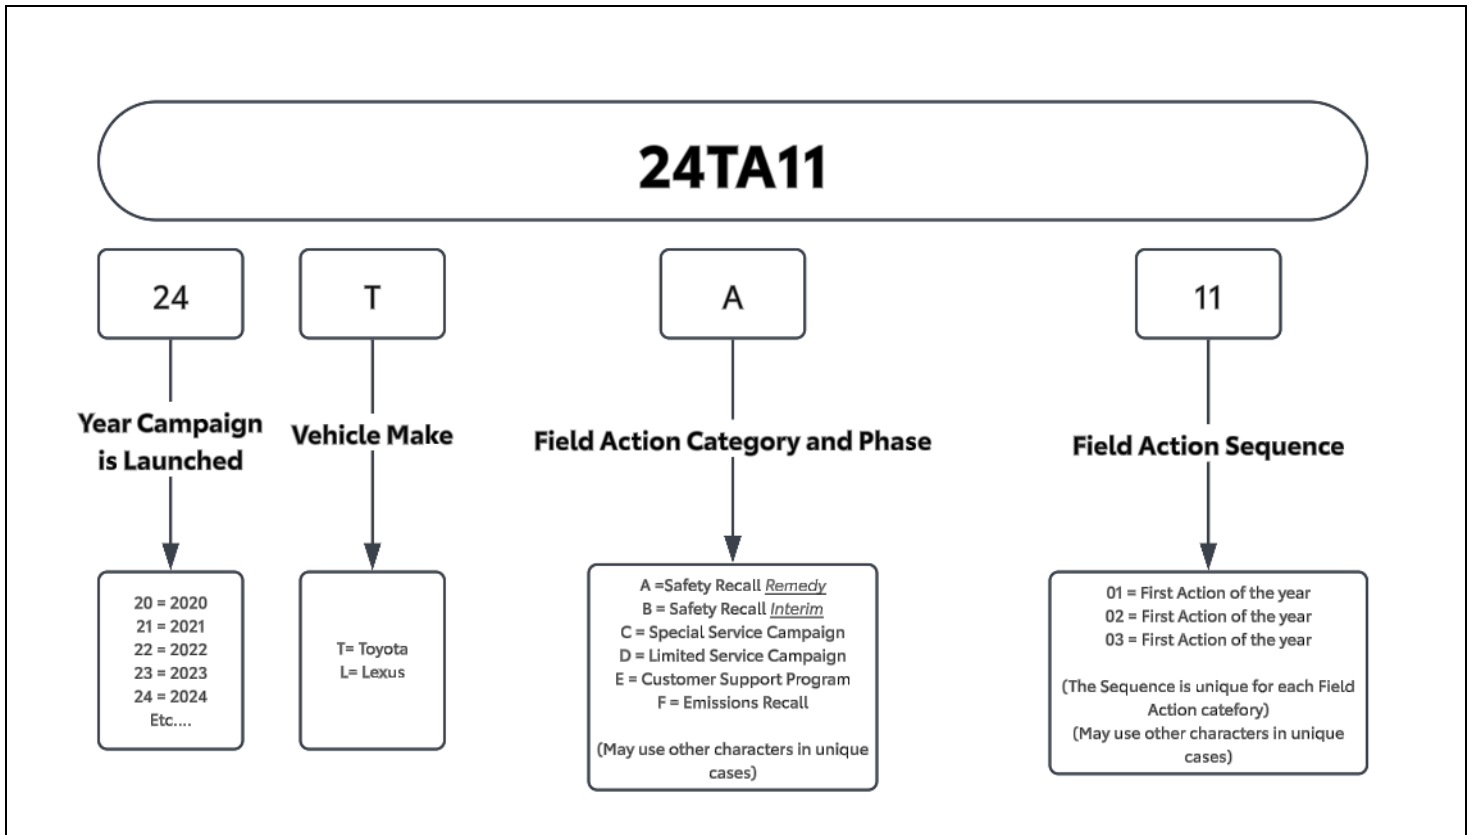 24TA11
24
T
A
11
Year Campaign
is Launched
Vehicle Make
Field Action Category and Phase
Field Action Sequence
20 = 2020
21 = 2021
22 = 2022
23 = 2023
24 = 2024
Etc....
T= Toyota
L= Lexus
A =Safety Recall Remedy
B = Safety Recall Interim
C = Special Service Campaign
D = Limited Service Campaign
E = Customer Support Program
F = Emissions Recall
(May use other characters in unique
cases)
01 = First Action of the year
02 = First Action of the year
03 = First Action of the year
(The Sequence is unique for each Field
Action catefory)
(May use other characters in unique
cases)